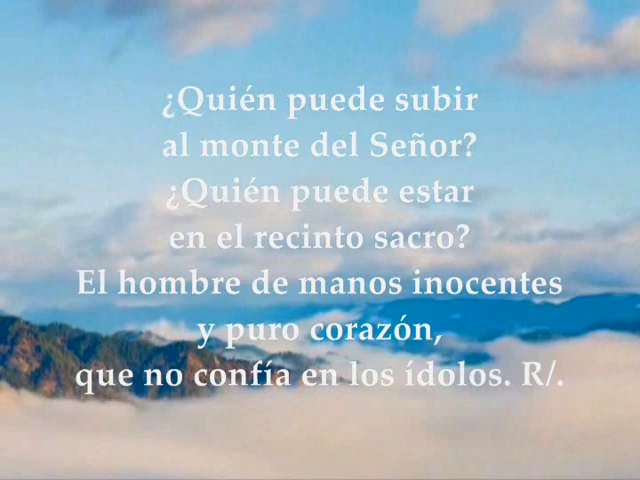 ¿Quién puede subir
al monte del Señor?
¿Quién puede estar
en el recinto sacro?
El hombre de manos inocentes
y puro corazón,
que no confía en los ídolos. R/.